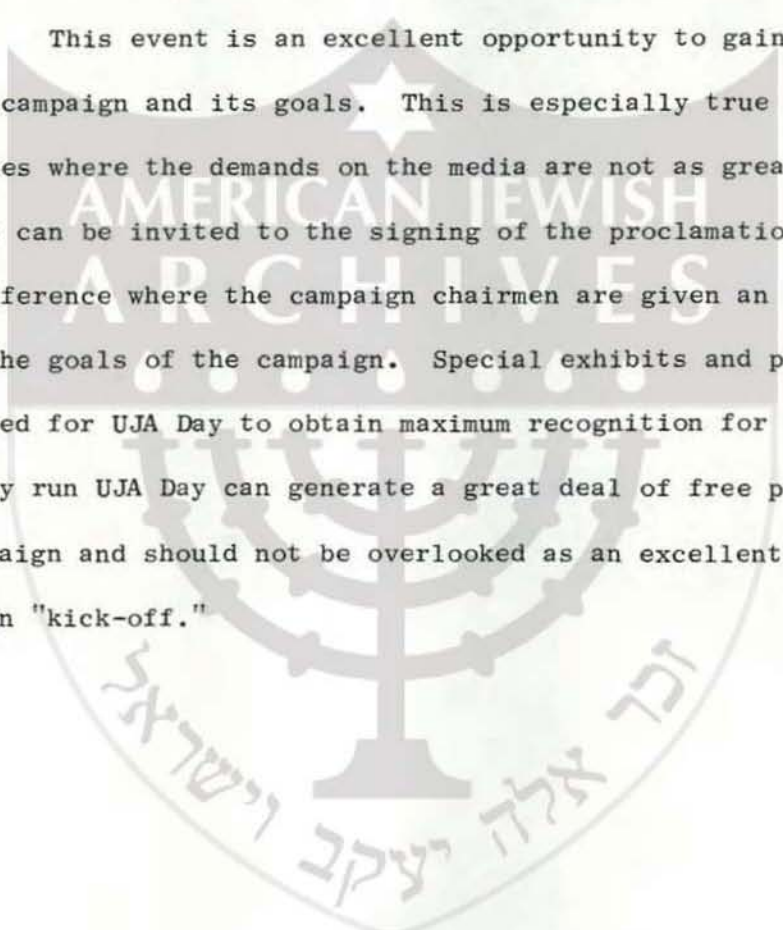 This event is an excellent opportunity to gain
campaign and its goals. This is especially true
es where the demands on the media are not as grea
can be invited to the signing of the proclamatio
ference where the campaign chairmen are given an
he goals of the campaign. Special exhibits and p
ed for UJA Day to obtain maximum recognition for
y run UJA Day can generate a great deal of free p
aign and should not be overlooked as an excellent
n "kick-off."
AMERICAN JEWISH
ARCHIVES
זכר אלה יעקב וישראל